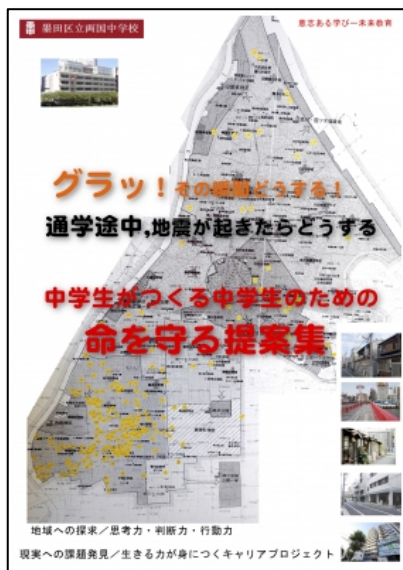 墨田区立両国中学校
意志ある学び―未来教育
グラッ！その瞬間どうする！
通学途中,地震が起きたらどうする
中学生がつくる中学生のための
命を守る提案集
地域への探求／思考力・判断力・行動力
現実への課題発見／生きる力が身につくキャリアプロジェクト